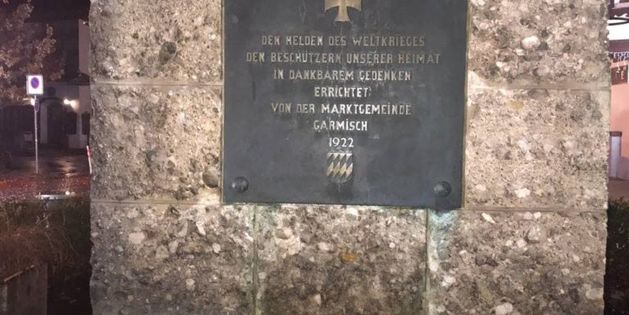 DEN HELDEN DES WELTKRIEGES
DEN BESCHÜTZERN UNSERER HEIMAT
IN DANKBAREM GEDENKEN
ERRICHTET
VON DER MARKTGEMEINDE
GARMISCH
1922